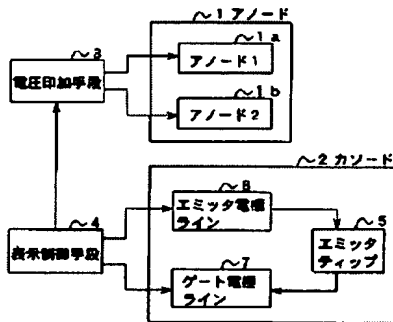 ~1 アノード
~1a
アノード1
~3
電圧印加手段
~1b
アノード2
~2 カソード
~6
エミッタ電極
ライン
~4
表示制御手段
~5
エミッタ
ティップ
~7
ゲート電極
ライン